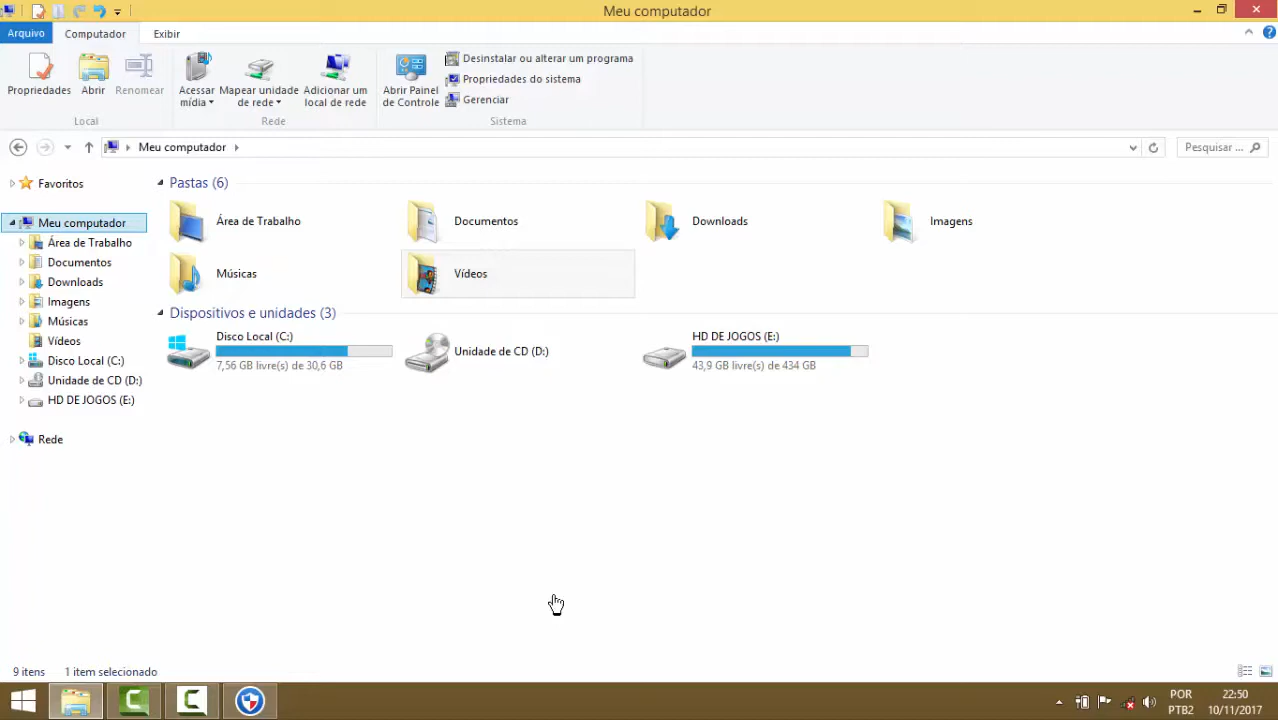 Meu computador
Arquivo
Computador
Exibir
Propriedades
Abrir
Renomear
Acessar mídia
Mapear unidade de rede
Adicionar um local de rede
Abrir Painel de Controle
Desinstalar ou alterar um programa
Propriedades do sistema
Gerenciar
Local
Rede
Sistema
Meu computador
Pesquisar ...
Favoritos
Meu computador
Área de Trabalho
Documentos
Downloads
Imagens
Músicas
Vídeos
Disco Local (C:)
Unidade de CD (D:)
HD DE JOGOS (E:)
Rede
Pastas (6)
Área de Trabalho
Documentos
Downloads
Imagens
Músicas
Vídeos
Dispositivos e unidades (3)
Disco Local (C:)
7,56 GB livre(s) de 30,6 GB
Unidade de CD (D:)
HD DE JOGOS (E:)
43,9 GB livre(s) de 434 GB
9 itens
1 item selecionado
POR
PTB2
22:50
10/11/2017